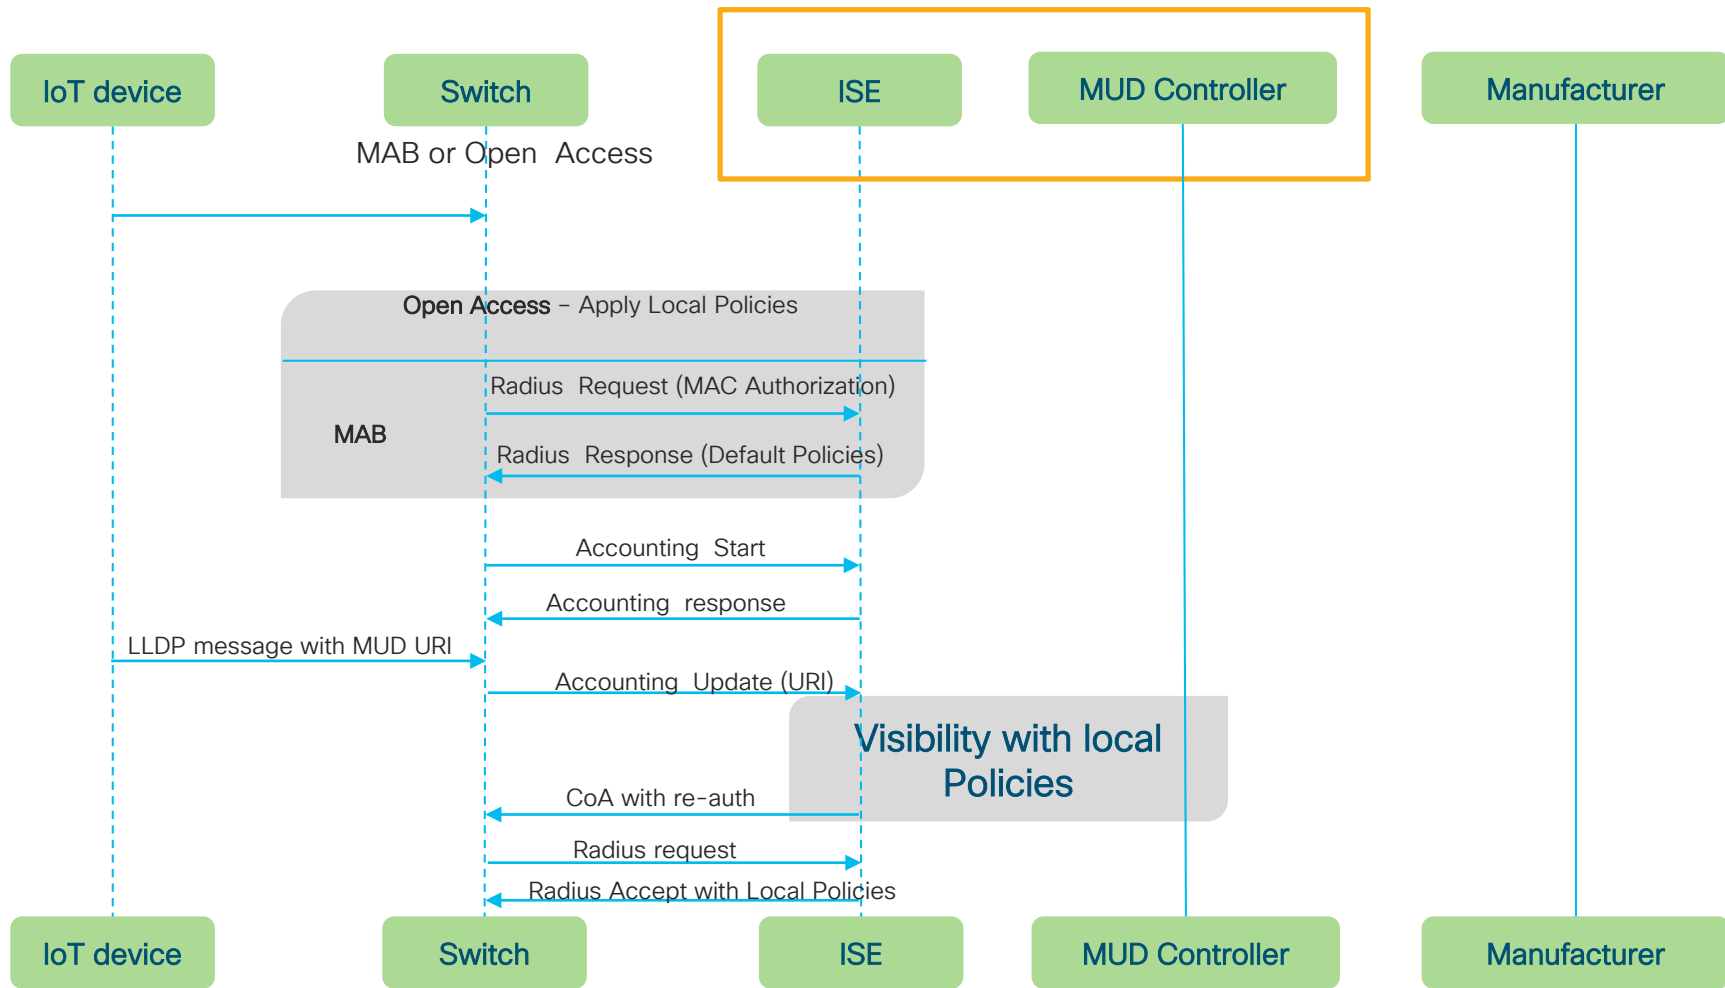 IoT device
Switch
ISE
MUD Controller
Manufacturer
MAB or Open Access
Open Access - Apply Local Policies
Radius Request (MAC Authorization)
MAB
Radius Response (Default Policies)
Accounting Start
Accounting response
LLDP message with MUD URI
Accounting Update (URI)
Visibility with local
Policies
CoA with re-auth
Radius request
Radius Accept with Local Policies
IoT device
Switch
ISE
MUD Controller
Manufacturer